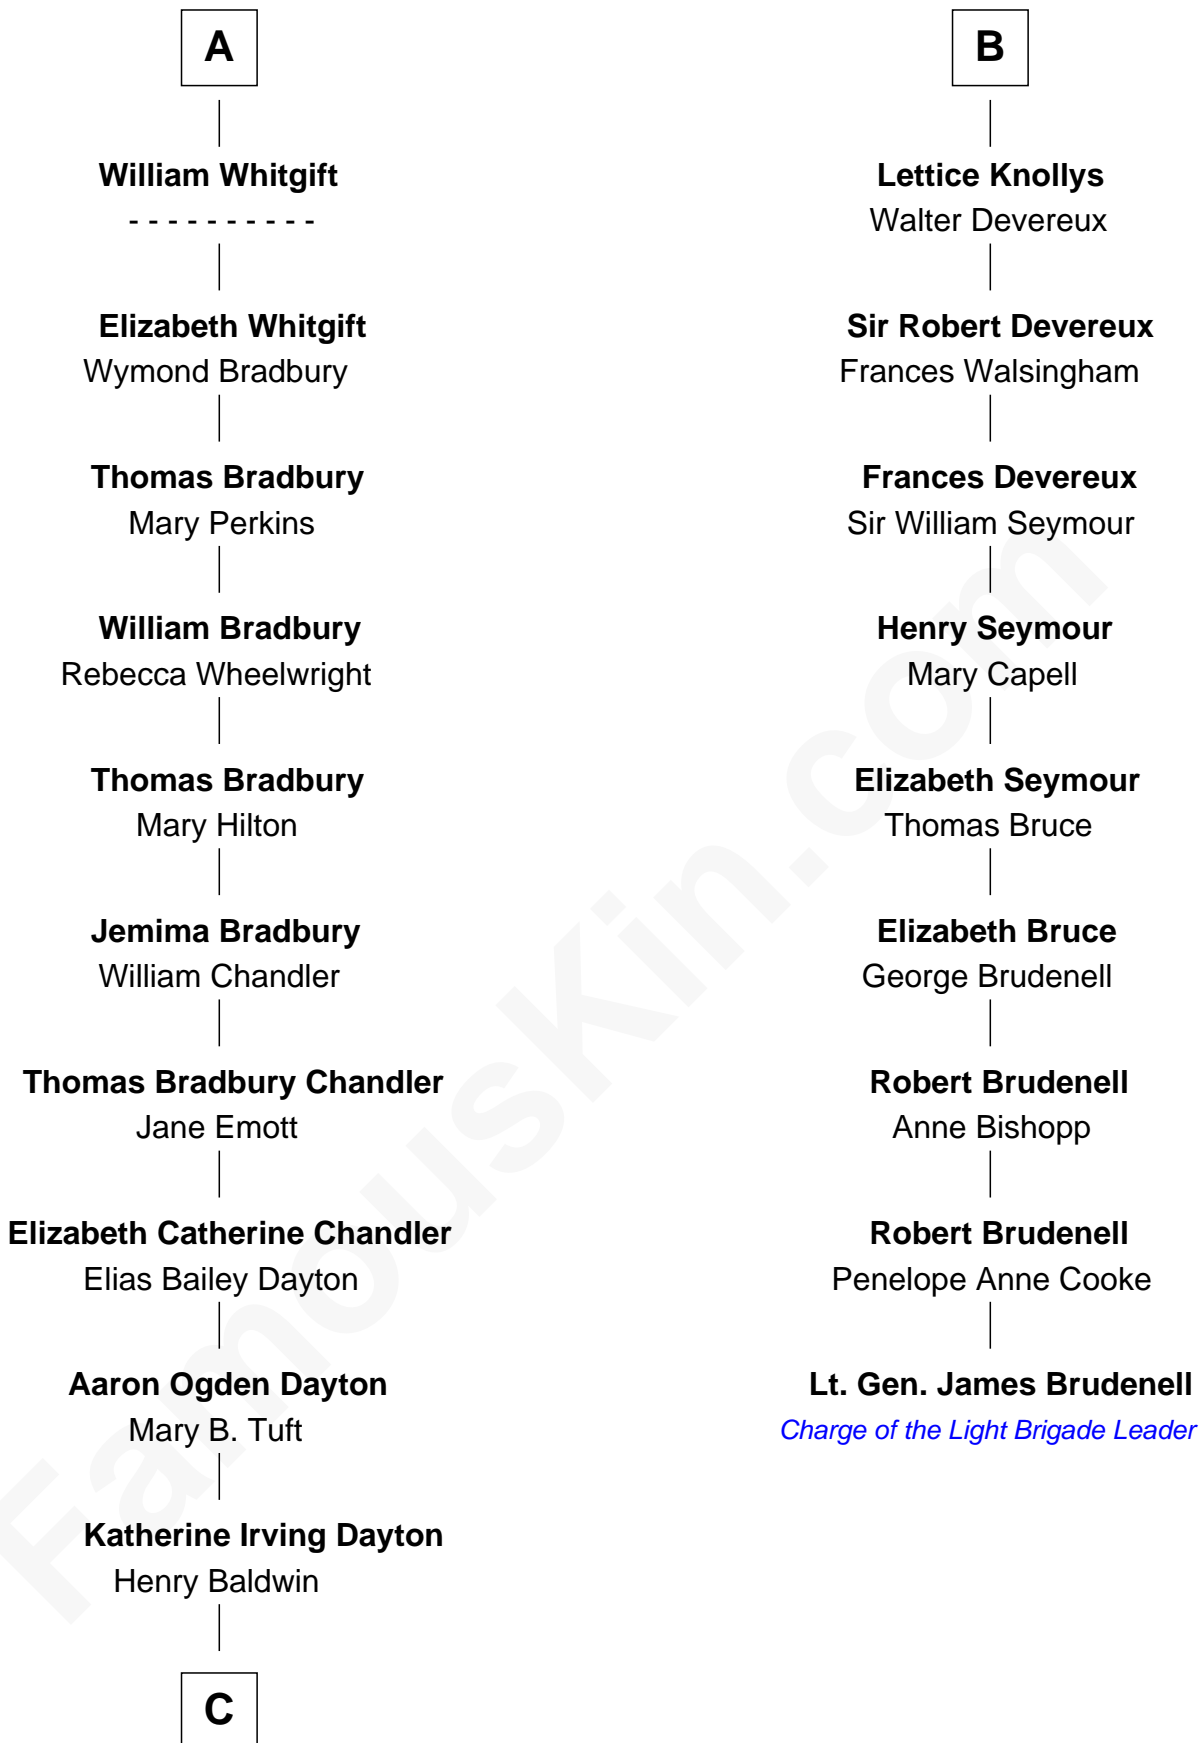 A
William Whitgift
- - - - - - - - - -
Elizabeth Whitgift
Wymond Bradbury
Thomas Bradbury
Mary Perkins
William Bradbury
Rebecca Wheelwright
Thomas Bradbury
Mary Hilton
Jemima Bradbury
William Chandler
Thomas Bradbury Chandler
Jane Emott
Elizabeth Catherine Chandler
Elias Bailey Dayton
Aaron Ogden Dayton
Mary B. Tuft
Katherine Irving Dayton
Henry Baldwin
C
B
Lettice Knollys
Walter Devereux
Sir Robert Devereux
Frances Walsingham
Frances Devereux
Sir William Seymour
Henry Seymour
Mary Capell
Elizabeth Seymour
Thomas Bruce
Elizabeth Bruce
George Brudenell
Robert Brudenell
Anne Bishopp
Robert Brudenell
Penelope Anne Cooke
Lt. Gen. James Brudenell
Charge of the Light Brigade Leader
FamousKin.com